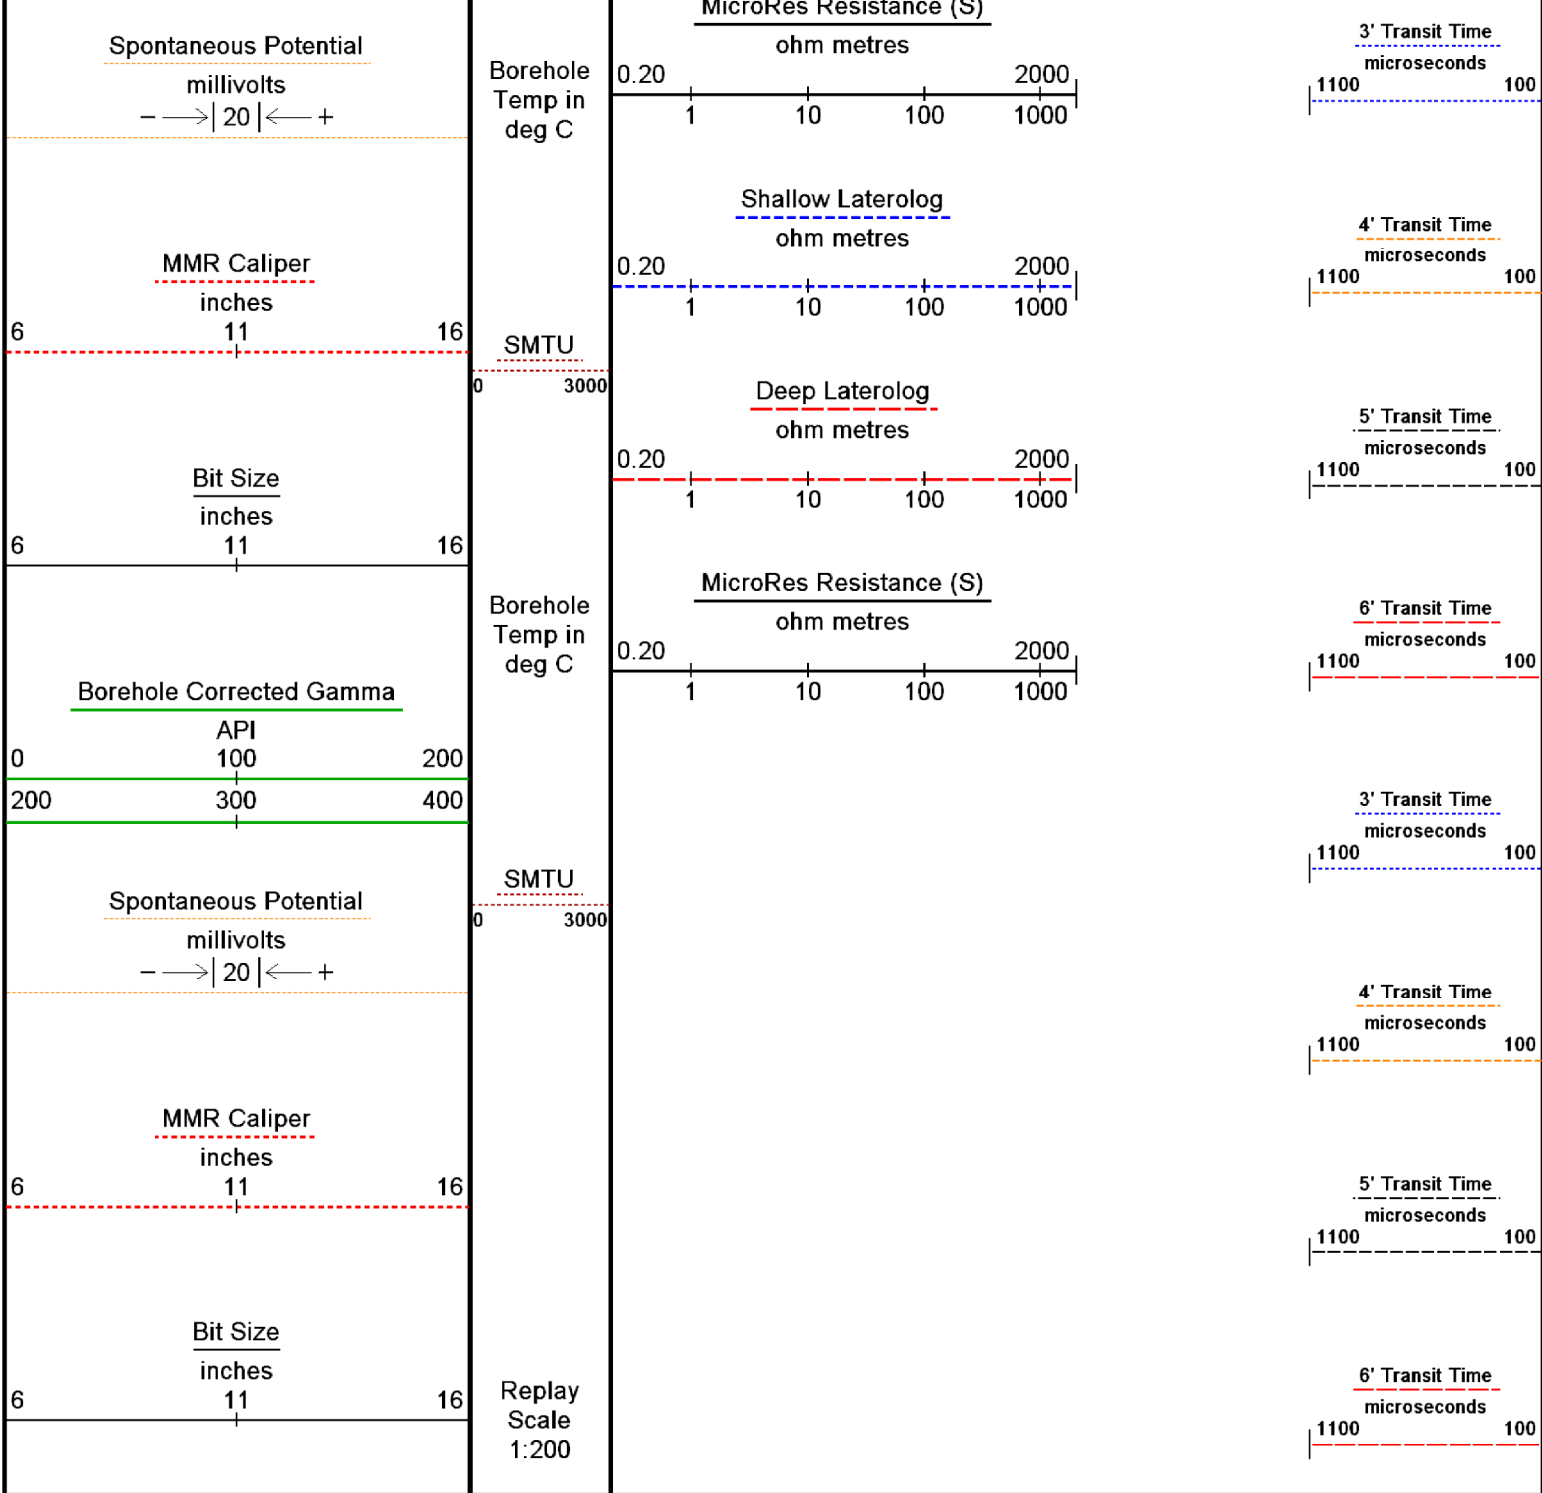 Spontaneous Potential
millivolts
− → | 20 | ← +
MMR Caliper
inches
6 11 16
Bit Size
inches
6 11 16
Borehole Corrected Gamma
API
0 100 200
200 300 400
Spontaneous Potential
millivolts
− → | 20 | ← +
MMR Caliper
inches
6 11 16
Bit Size
inches
6 11 16
Borehole
Temp in
deg C
SMTU
0 3000
Borehole
Temp in
deg C
SMTU
0 3000
Replay
Scale
1:200
MicroRes Resistance (S)
ohm metres
0.20 2000
1 10 100 1000
Shallow Laterolog
ohm metres
0.20 2000
1 10 100 1000
Deep Laterolog
ohm metres
0.20 2000
1 10 100 1000
MicroRes Resistance (S)
ohm metres
0.20 2000
1 10 100 1000
3' Transit Time
microseconds
1100 100
4' Transit Time
microseconds
1100 100
5' Transit Time
microseconds
1100 100
6' Transit Time
microseconds
1100 100
3' Transit Time
microseconds
1100 100
4' Transit Time
microseconds
1100 100
5' Transit Time
microseconds
1100 100
6' Transit Time
microseconds
1100 100